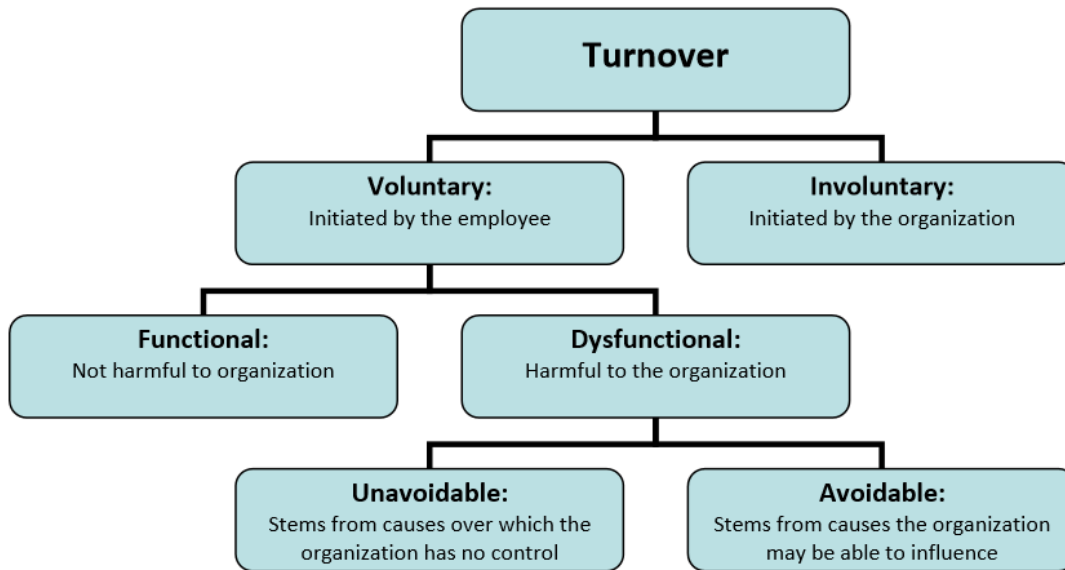 Turnover
Voluntary:
Initiated by the employee
Involuntary:
Initiated by the organization
Functional:
Not harmful to organization
Dysfunctional:
Harmful to the organization
Unavoidable:
Stems from causes over which the
organization has no control
Avoidable:
Stems from causes the organization
may be able to influence